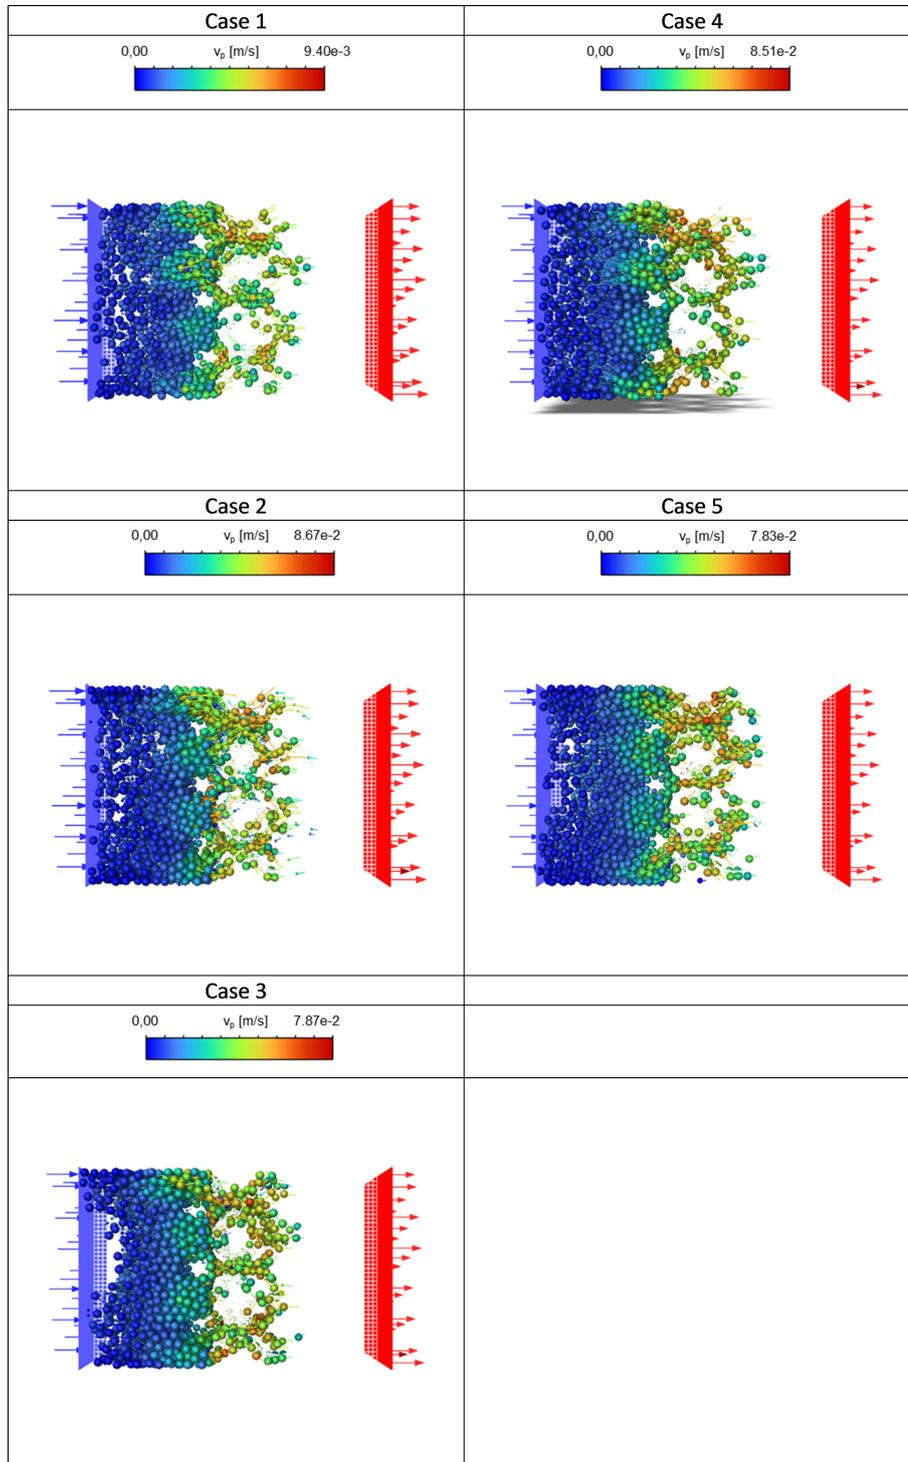 Case 1
Case 4
0,00 vₚ [m/s] 9.40e-3
0,00 vₚ [m/s] 8.51e-2
Case 2
Case 5
0,00 vₚ [m/s] 8.67e-2
0,00 vₚ [m/s] 7.83e-2
Case 3
0,00 vₚ [m/s] 7.87e-2